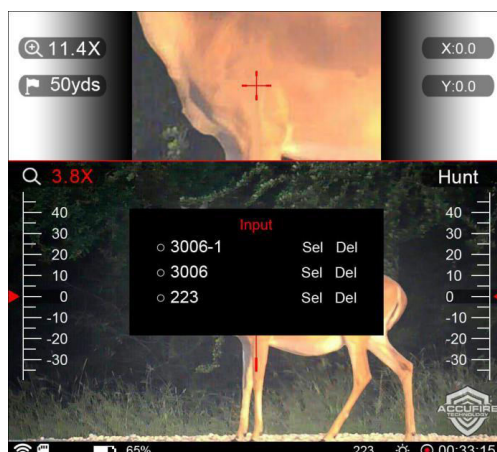 11.4X
X:0.0
50yds
Y:0.0
3.8X
Hunt
Input
3006-1 Sel Del
3006 Sel Del
223 Sel Del
40 40
30 30
20 20
10 10
0 0
-10 -10
-20 -20
-30 -30
ACCUFIRE
TECHNOLOGY
65% 223 00:33:15